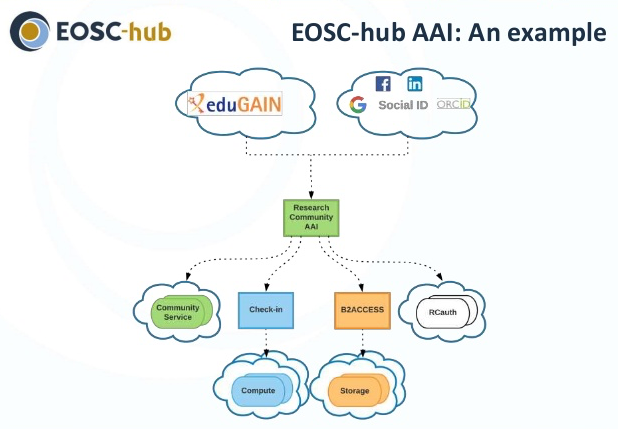 EOSC-hub
EOSC-hub AAI: An example
eduGAIN
Social ID
ORCID
Research
Community
AAI
Community
Service
Check-in
B2ACCESS
RCauth
Compute
Storage